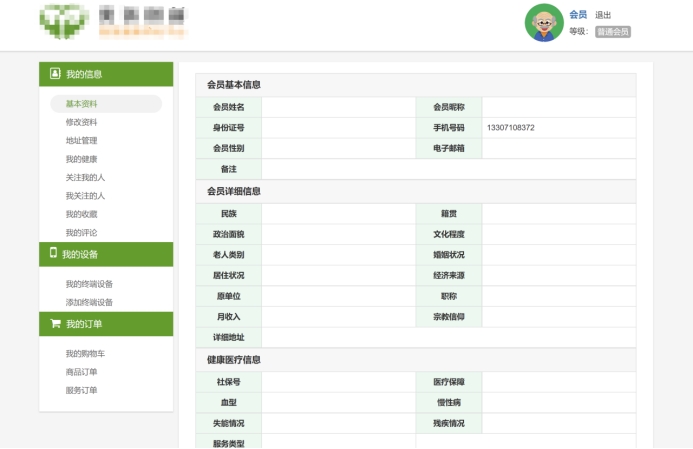 会员 退出
等级: 普通会员
我的信息
基本资料
修改资料
地址管理
我的健康
关注我的人
我关注的人
我的收藏
我的评论
我的设备
我的终端设备
添加终端设备
我的订单
我的购物车
商品订单
服务订单
会员基本信息
会员姓名 会员昵称
身份证号 手机号码 13307108372
会员性别 电子邮箱
备注
会员详细信息
民族 籍贯
政治面貌 文化程度
老人类别 婚姻状况
居住状况 经济来源
原单位 职称
月收入 宗教信仰
详细地址
健康医疗信息
社保号 医疗保障
血型 慢性病
失能情况 残疾情况
服务类型